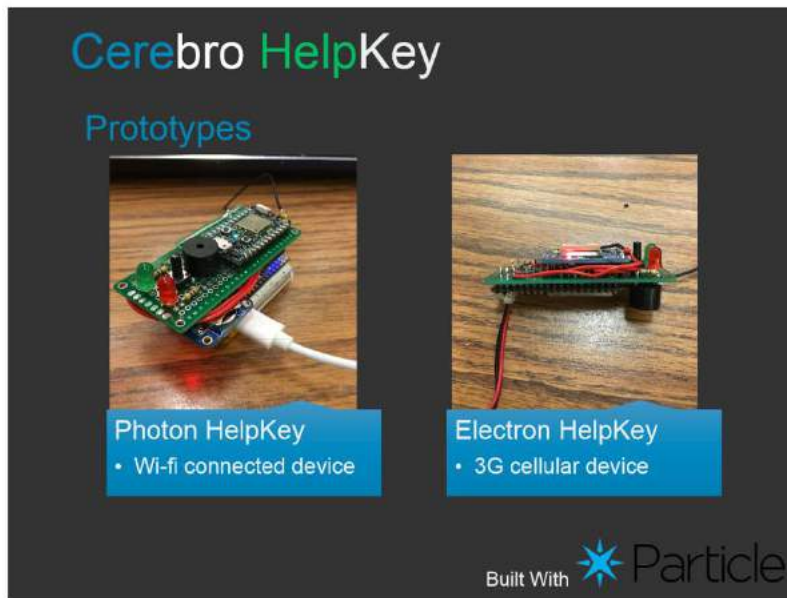 Cerebro HelpKey
Prototypes
Photon HelpKey
• Wi-fi connected device
Electron HelpKey
• 3G cellular device
Built With Particle